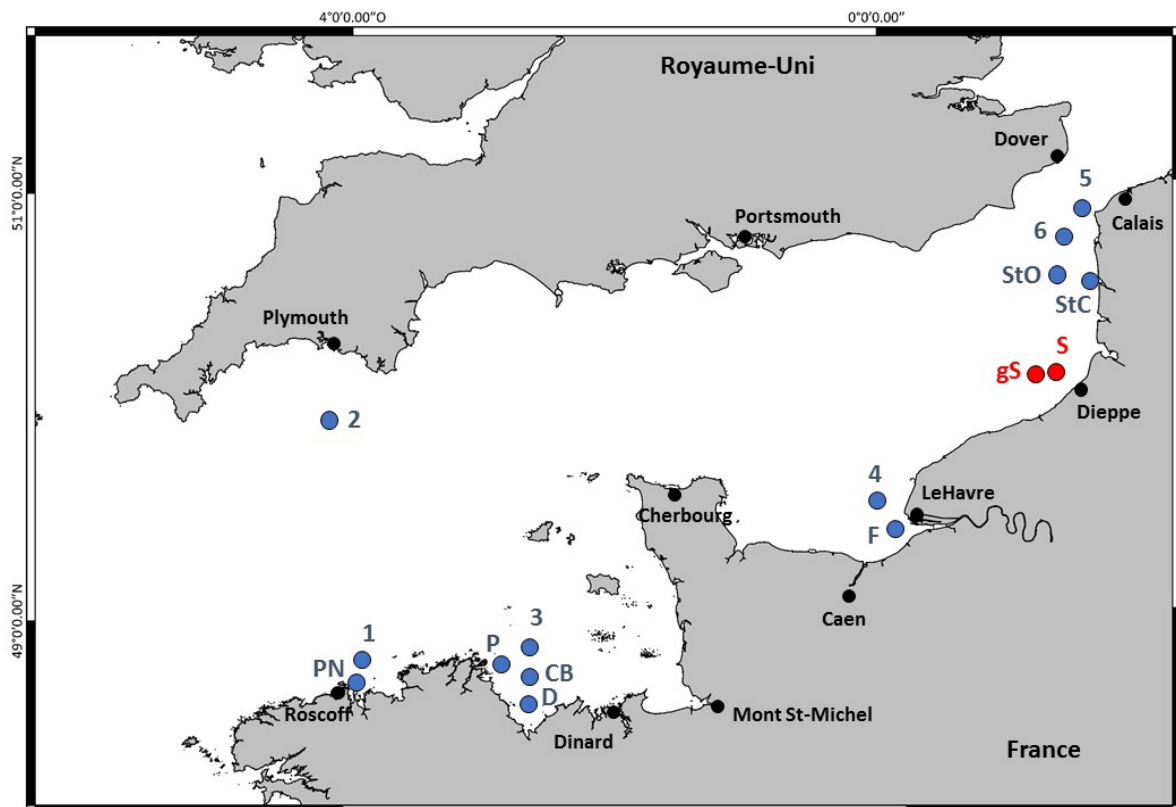 4°0'0.00"O
0°0'0.00"
Royaume-Uni
Dover
51°0'0.00"N
5
Calais
Portsmouth
6
StO
StC
Plymouth
S
gS
Dieppe
2
4
LeHavre
Cherbourg
F
Caen
49°0'0.00"N
3
1
P
PN
CB
Roscoff
D
Dinard
Mont St-Michel
France